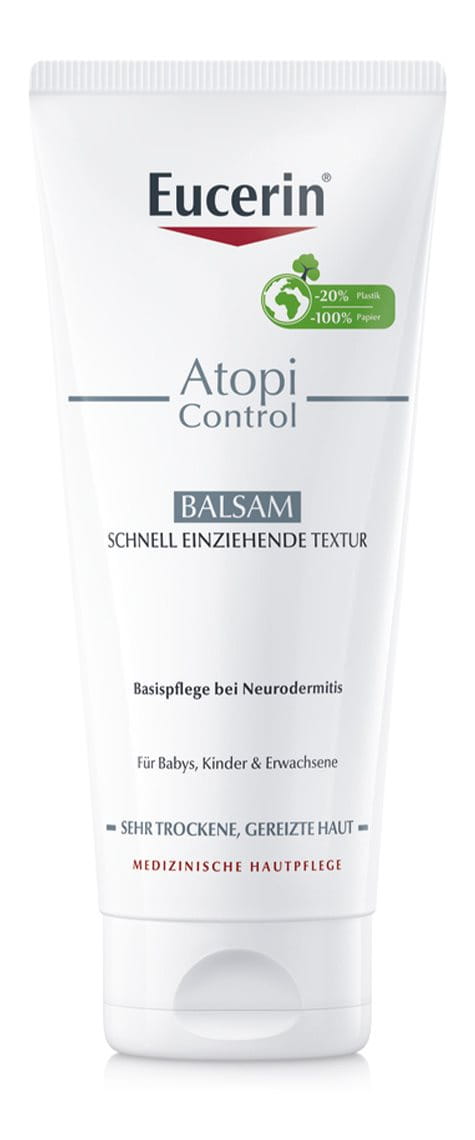 Eucerin®
-20% Plastik
-100% Papier
Atopi
Control
BALSAM
SCHNELL EINZIEHENDE TEXTUR
Basispflege bei Neurodermitis
Für Babys, Kinder & Erwachsene
SEHR TROCKENE, GEREIZTE HAUT
MEDIZINISCHE HAUTPFLEGE